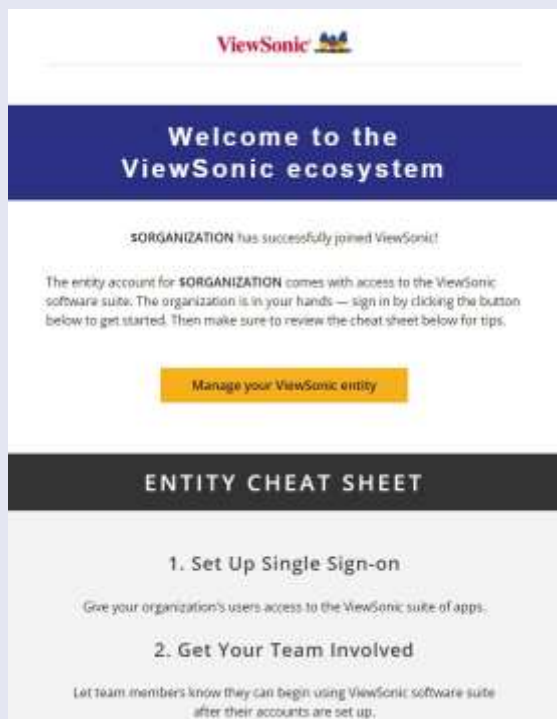 ViewSonic
Welcome to the
ViewSonic ecosystem
$ORGANIZATION has successfully joined ViewSonic!
The entity account for $ORGANIZATION comes with access to the ViewSonic
software suite. The organization is in your hands — sign in by clicking the button
below to get started. Then make sure to review the cheat sheet below for tips.
Manage your ViewSonic entity
ENTITY CHEAT SHEET
1. Set Up Single Sign-on
Give your organization's users access to the ViewSonic suite of apps.
2. Get Your Team Involved
Let team members know they can begin using ViewSonic software suite
after their accounts are set up.